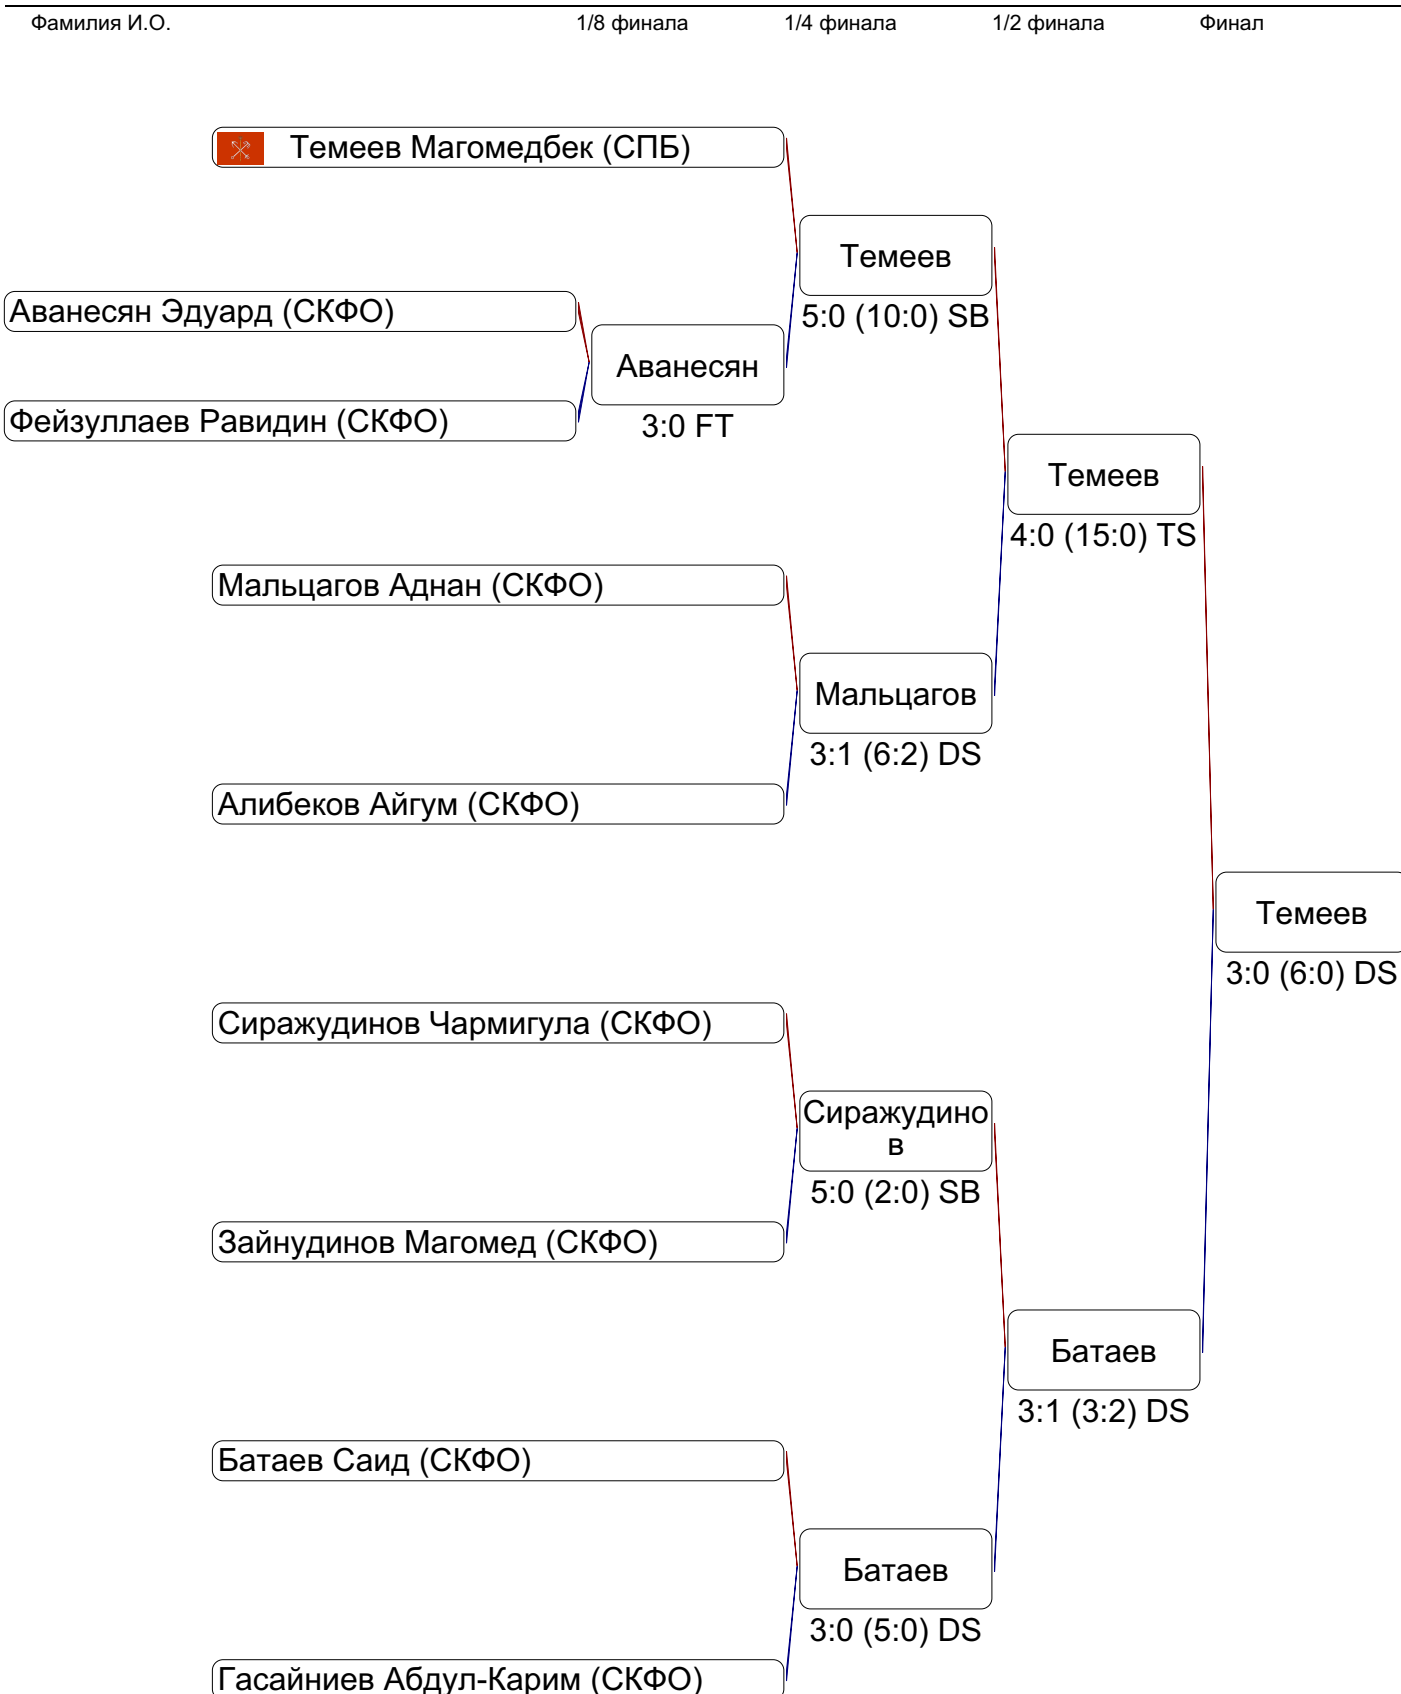 Фамилия И.О. 1/8 финала 1/4 финала 1/2 финала Финал
Темеев Магомедбек (СПБ)
Темеев
5:0 (10:0) SB
Аванесян Эдуард (СКФО)
Аванесян
3:0 FT
Фейзуллаев Равидин (СКФО)
Темеев
4:0 (15:0) TS
Мальцагов Аднан (СКФО)
Мальцагов
3:1 (6:2) DS
Алибеков Айгум (СКФО)
Темеев
3:0 (6:0) DS
Сиражудинов Чармигула (СКФО)
Сиражудино
в
5:0 (2:0) SB
Зайнудинов Магомед (СКФО)
Батаев
3:1 (3:2) DS
Батаев Саид (СКФО)
Батаев
3:0 (5:0) DS
Гасайниев Абдул-Карим (СКФО)